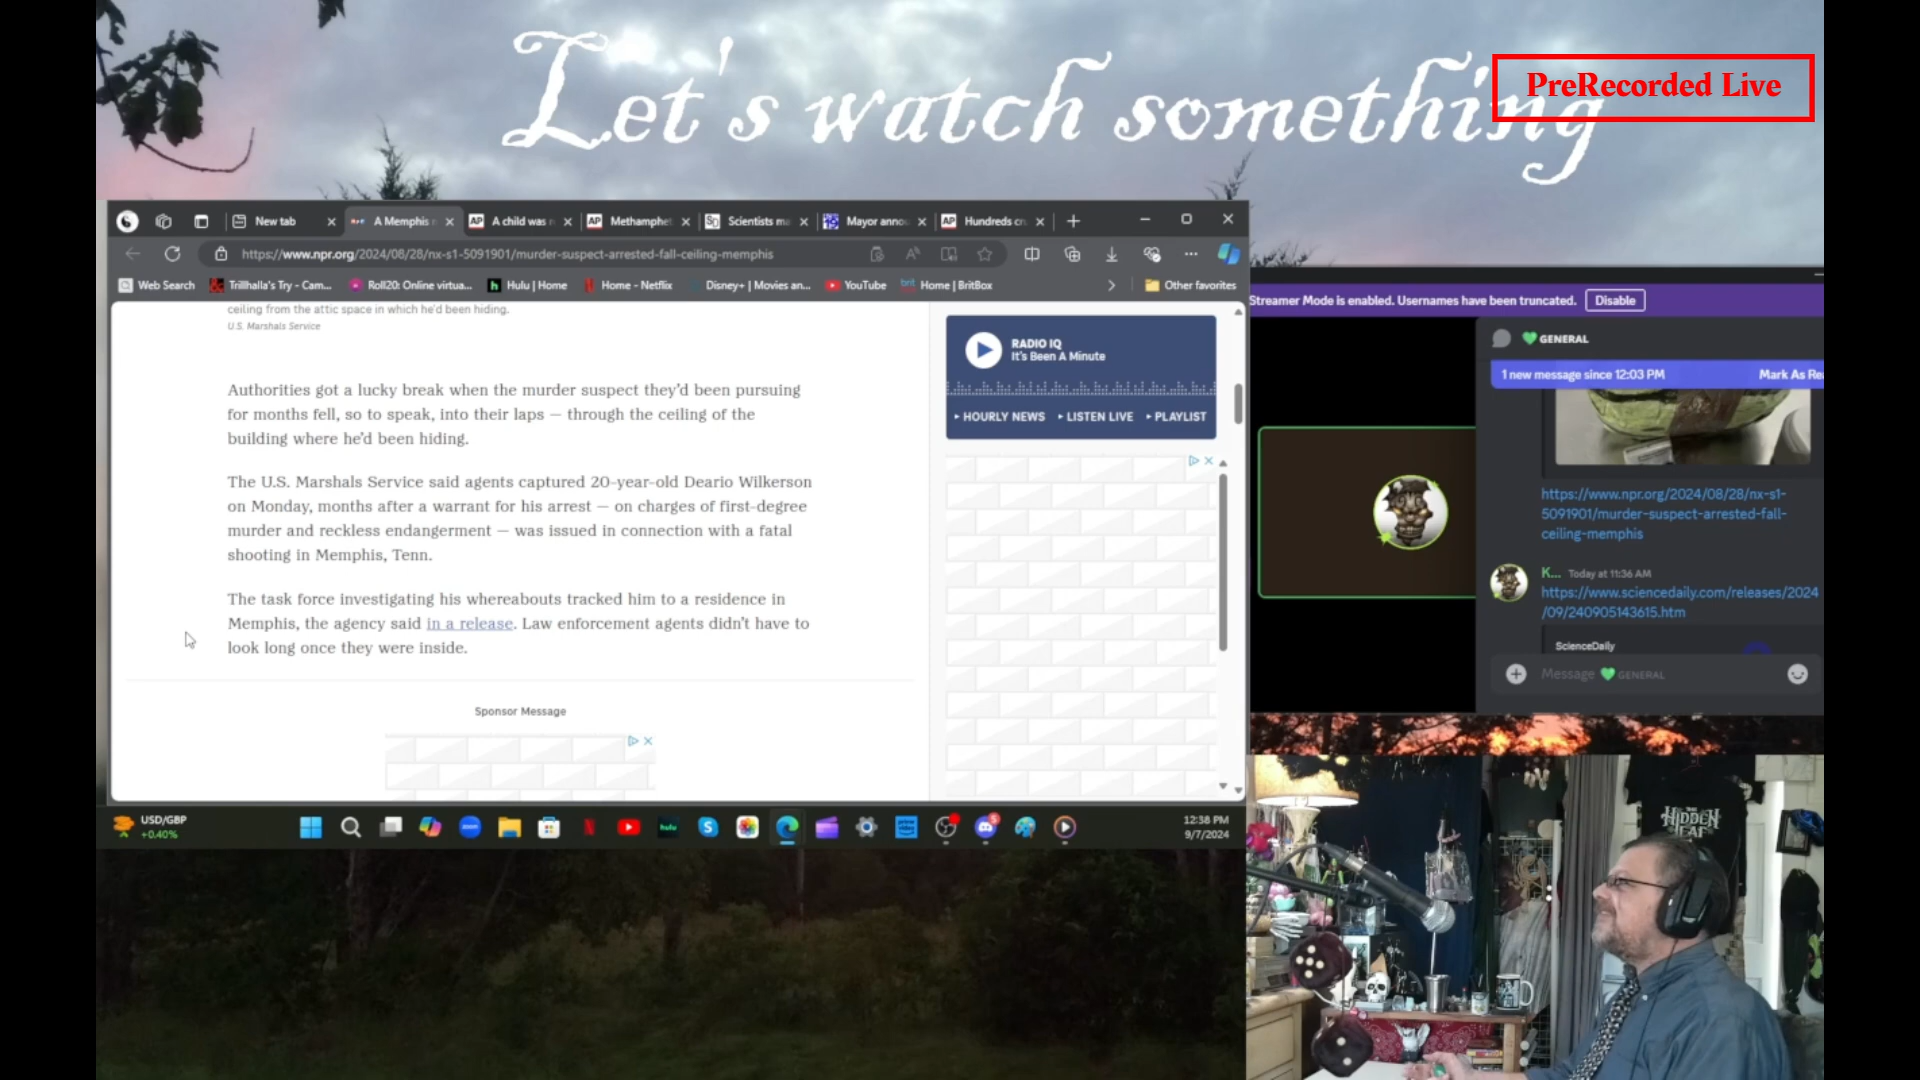 Let's watch something
PreRecorded Live
New tab
A Memphis
A child was
Methamphet
Scientists ma
Mayor annou
Hundreds cr
https://www.npr.org/2024/08/28/nx-s1-5091901/murder-suspect-arrested-fall-ceiling-memphis
Web Search
Trillhalla's Try - Cam...
Roll20: Online virtua...
Hulu | Home
Home - Netflix
Disney+ | Movies an...
YouTube
Home | BritBox
Other favorites
ceiling from the attic space in which he'd been hiding.
U.S. Marshals Service
Authorities got a lucky break when the murder suspect they'd been pursuing
for months fell, so to speak, into their laps — through the ceiling of the
building where he'd been hiding.
The U.S. Marshals Service said agents captured 20-year-old Deario Wilkerson
on Monday, months after a warrant for his arrest — on charges of first-degree
murder and reckless endangerment — was issued in connection with a fatal
shooting in Memphis, Tenn.
The task force investigating his whereabouts tracked him to a residence in
Memphis, the agency said in a release. Law enforcement agents didn't have to
look long once they were inside.
Sponsor Message
RADIO IQ
It's Been A Minute
HOURLY NEWS
LISTEN LIVE
PLAYLIST
Streamer Mode is enabled. Usernames have been truncated.
Disable
GENERAL
1 new message since 12:03 PM
Mark As Rea
https://www.npr.org/2024/08/28/nx-s1-
5091901/murder-suspect-arrested-fall-
ceiling-memphis
K... Today at 11:36 AM
https://www.sciencedaily.com/releases/2024
/09/240905143615.htm
ScienceDaily
Message GENERAL
USD/GBP
+0.40%
12:38 PM
9/7/2024
THE
HIDDEN
LEAF